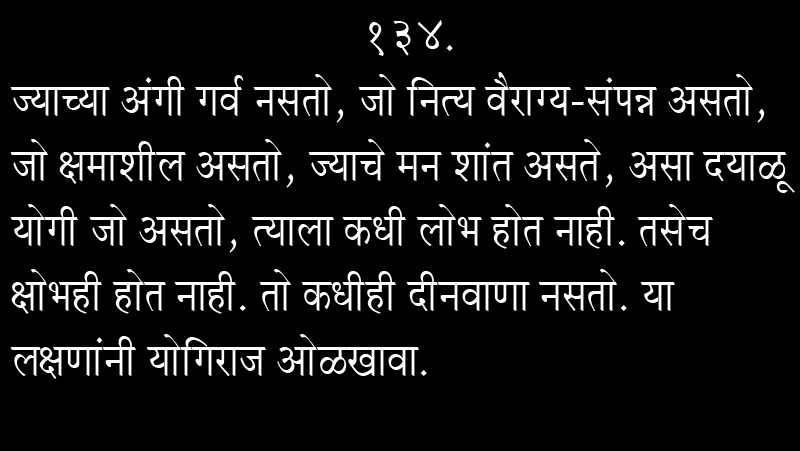 १३४.
ज्याच्या अंगी गर्व नसतो, जो नित्य वैराग्य-संपन्न असतो,
जो क्षमाशील असतो, ज्याचे मन शांत असते, असा दयाळू
योगी जो असतो, त्याला कधी लोभ होत नाही. तसेच
क्षोभही होत नाही. तो कधीही दीनवाणा नसतो. या
लक्षणांनी योगिराज ओळखावा.